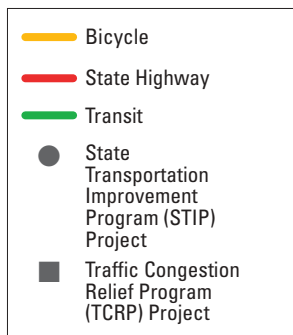 Bicycle
State Highway
Transit
State
Transportation
Improvement
Program (STIP)
Project
Traffic Congestion
Relief Program
(TCRP) Project